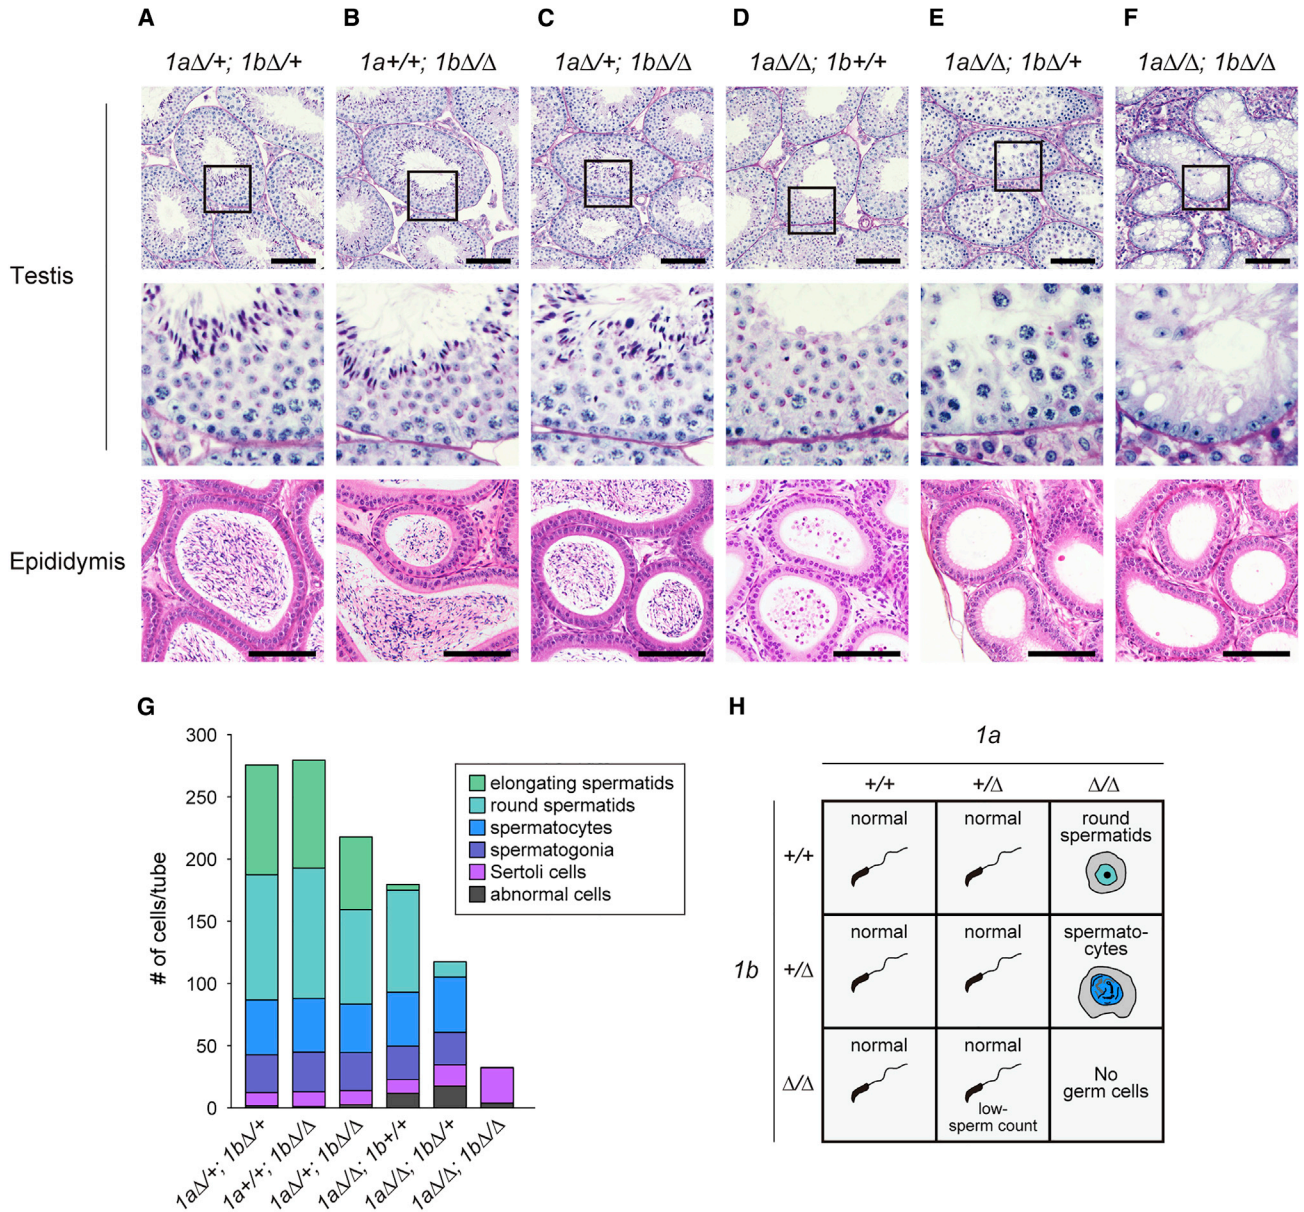 A B C D E F
1aΔ/+; 1bΔ/+ 1a+/+; 1bΔ/Δ 1aΔ/+; 1bΔ/Δ 1aΔ/Δ; 1b+/+ 1aΔ/Δ; 1bΔ/+ 1aΔ/Δ; 1bΔ/Δ
Testis
Epididymis
G
300
250
200
150
100
50
0
# of cells/tube
elongating spermatids
round spermatids
spermatocytes
spermatogonia
Sertoli cells
abnormal cells
1aΔ/+; 1bΔ/+
1a+/+; 1bΔ/Δ
1aΔ/+; 1bΔ/Δ
1aΔ/Δ; 1b+/+
1aΔ/Δ; 1bΔ/+
1aΔ/Δ; 1bΔ/Δ
H
1a
+/+ +/Δ Δ/Δ
1b
+/+
normal
normal
round
spermatids
+/Δ
normal
normal
spermato-
cytes
Δ/Δ
normal
normal
low-
sperm count
No
germ cells